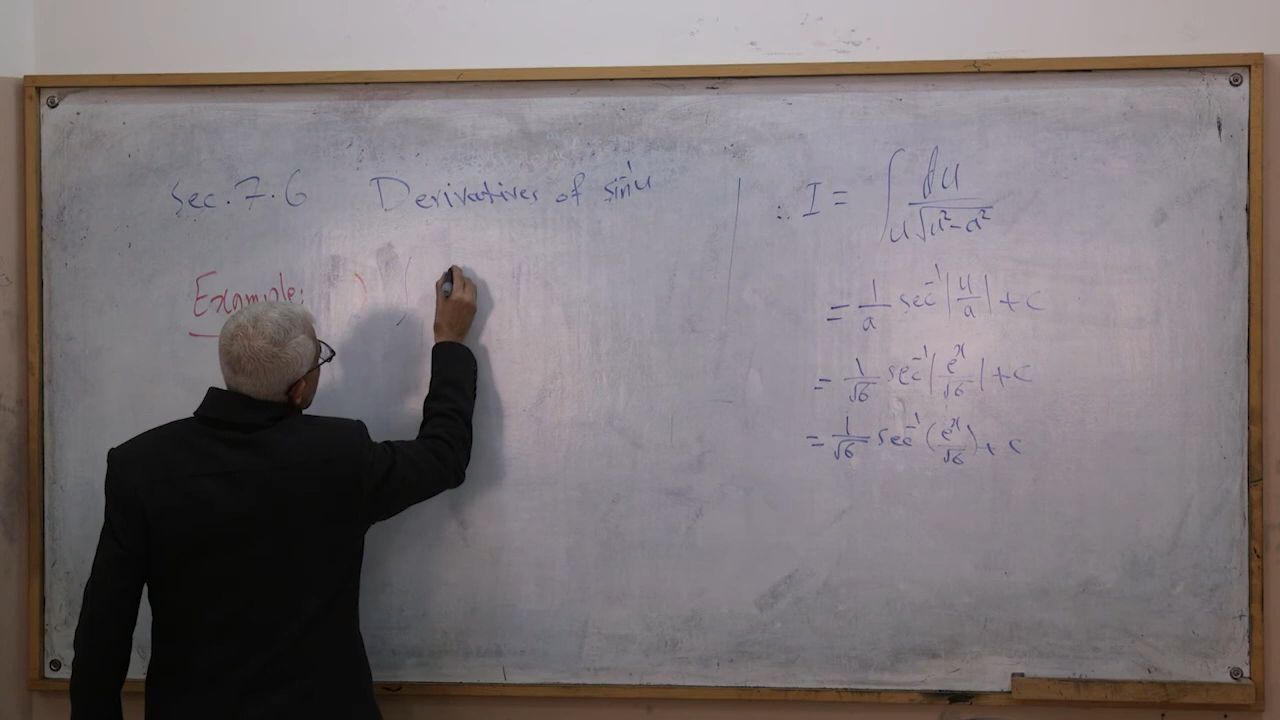 Sec. 7.6 Derivatives of sin⁻¹u
Example: ) ∫
∴ I = ∫ du / u√(u² - a²)
= 1/a sec⁻¹ |u/a| + c
= 1/√6 sec⁻¹ |eˣ/√6| + c
= 1/√6 sec⁻¹ (eˣ/√6) + c